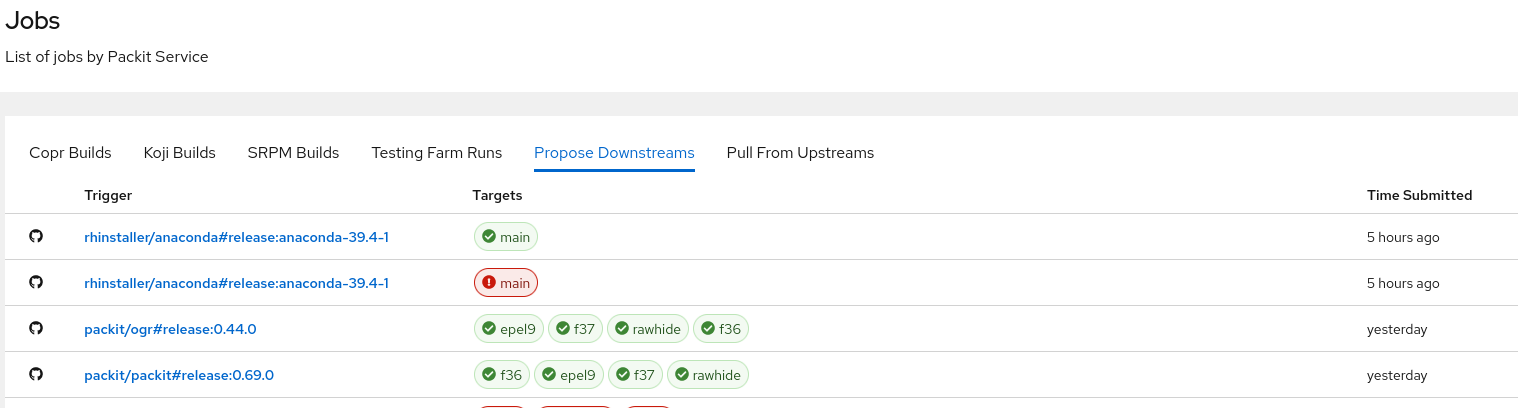 Jobs
List of jobs by Packit Service
Copr Builds Koji Builds SRPM Builds Testing Farm Runs Propose Downstreams Pull From Upstreams
Trigger Targets Time Submitted
rhinstaller/anaconda#release:anaconda-39.4-1 main 5 hours ago
rhinstaller/anaconda#release:anaconda-39.4-1 main 5 hours ago
packit/ogr#release:0.44.0 epel9 f37 rawhide f36 yesterday
packit/packit#release:0.69.0 f36 epel9 f37 rawhide yesterday